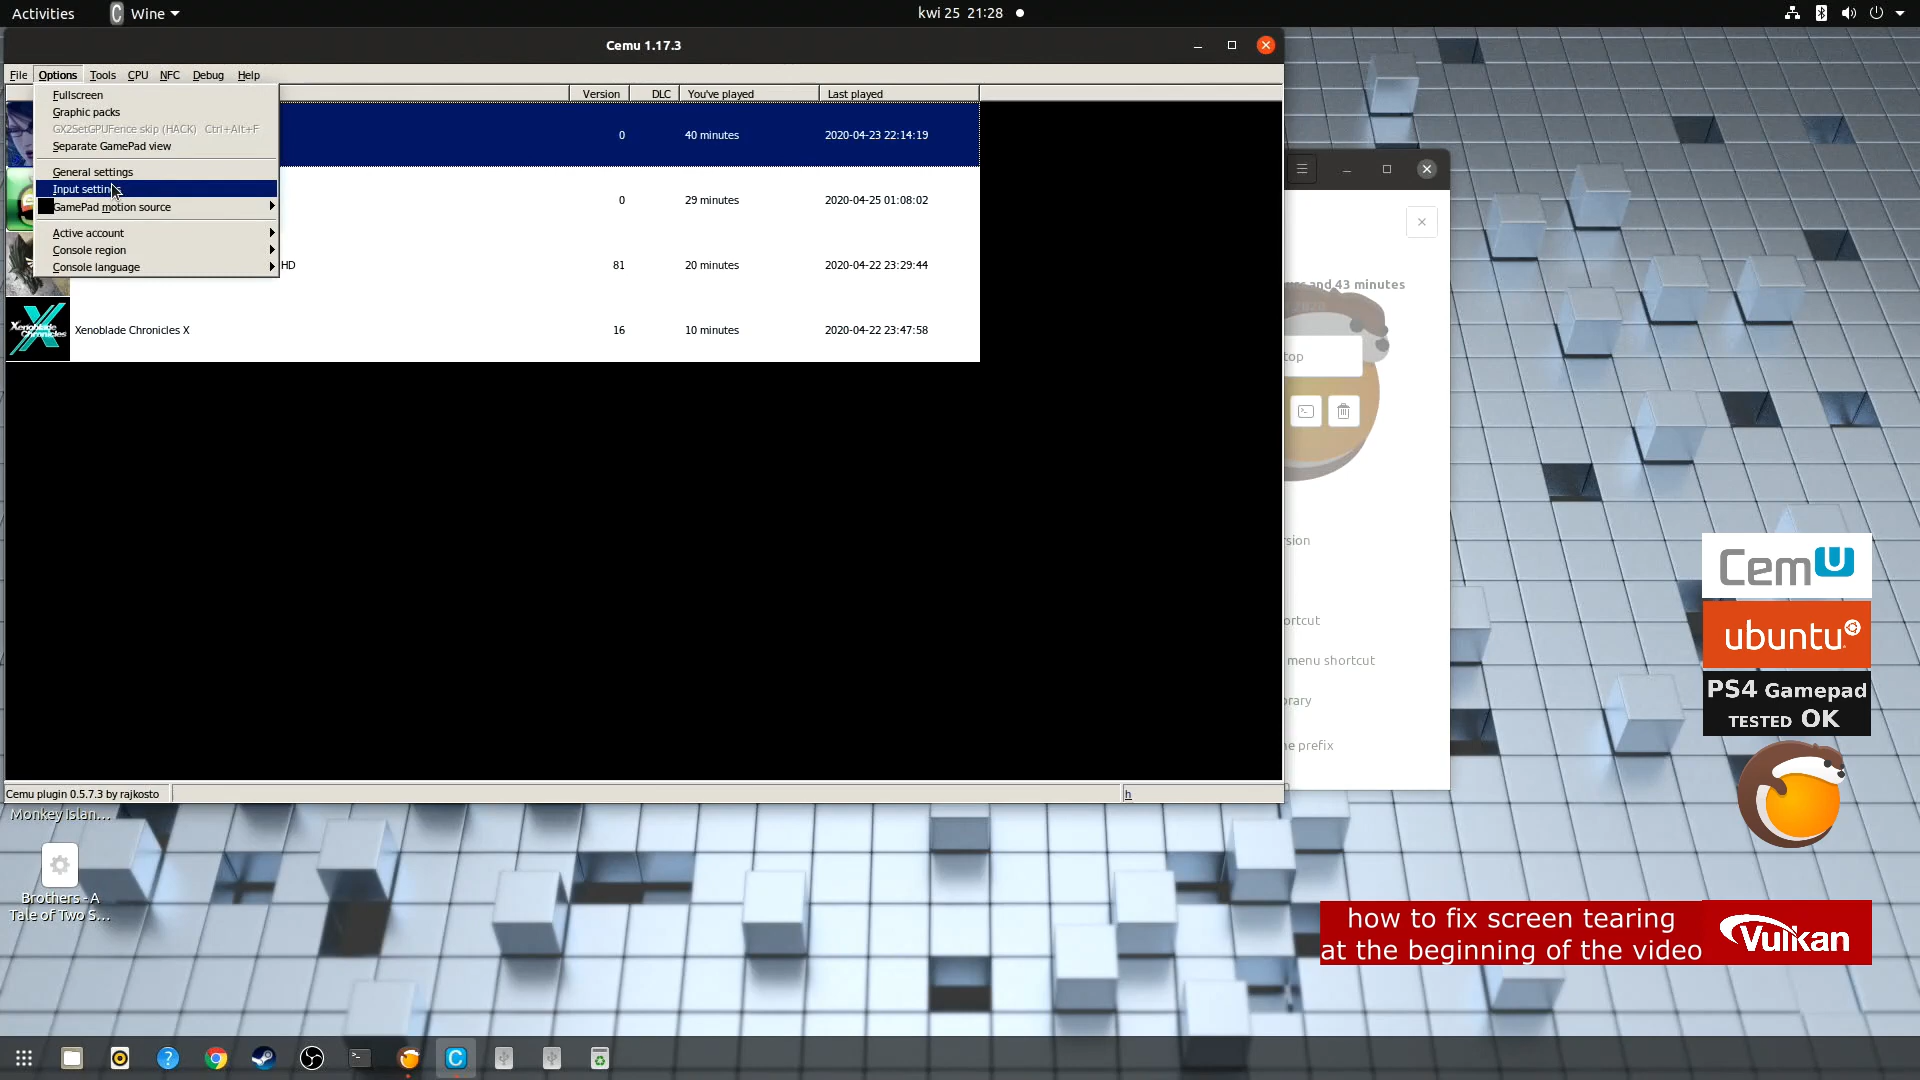 Activities
Wine
kwi 25 21:28
Cemu 1.17.3
File Options Tools CPU NFC Debug Help
Version DLC You've played Last played
Fullscreen
Graphic packs
GX2SetGPUFence skip (HACK) Ctrl+Alt+F
Separate GamePad view
General settings
Input settings
GamePad motion source
Active account
Console region
Console language
0 40 minutes 2020-04-23 22:14:19
0 29 minutes 2020-04-25 01:08:02
HD 81 20 minutes 2020-04-22 23:29:44
Xenoblade Chronicles X
Xenoblade Chronicles X 16 10 minutes 2020-04-22 23:47:58
and 43 minutes
top
rsion
ortcut
menu shortcut
brary
ne prefix
Cemu plugin 0.5.7.3 by rajkosto
h
Monkey Islan...
Brothers - A
Tale of Two S...
CemU
ubuntu
PS4 Gamepad
TESTED OK
how to fix screen tearing
at the beginning of the video
Vulkan